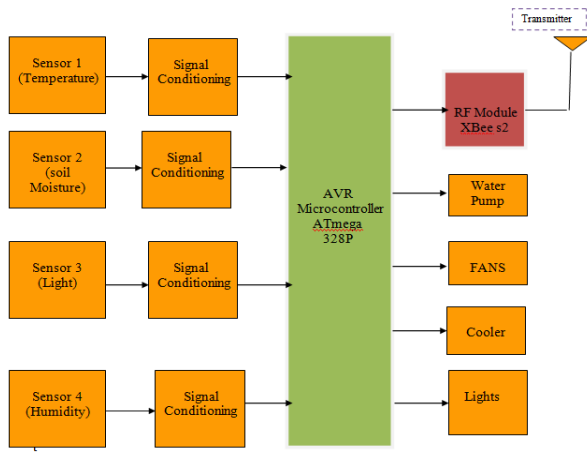 Transmitter
Sensor 1
(Temperature)
Signal
Conditioning
RF Module
XBee s2
Sensor 2
(soil
Moisture)
Signal
Conditioning
AVR
Microcontroller
ATmega
328P
Water
Pump
Sensor 3
(Light)
Signal
Conditioning
FANS
Cooler
Sensor 4
(Humidity)
Signal
Conditioning
Lights